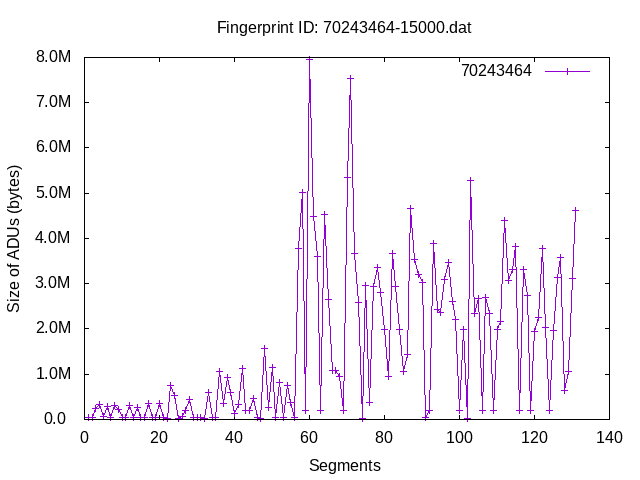 Fingerprint ID: 70243464-15000.dat
70243464
Size of ADUs (bytes)
8.0M
7.0M
6.0M
5.0M
4.0M
3.0M
2.0M
1.0M
0.0
0 20 40 60 80 100 120 140
Segments